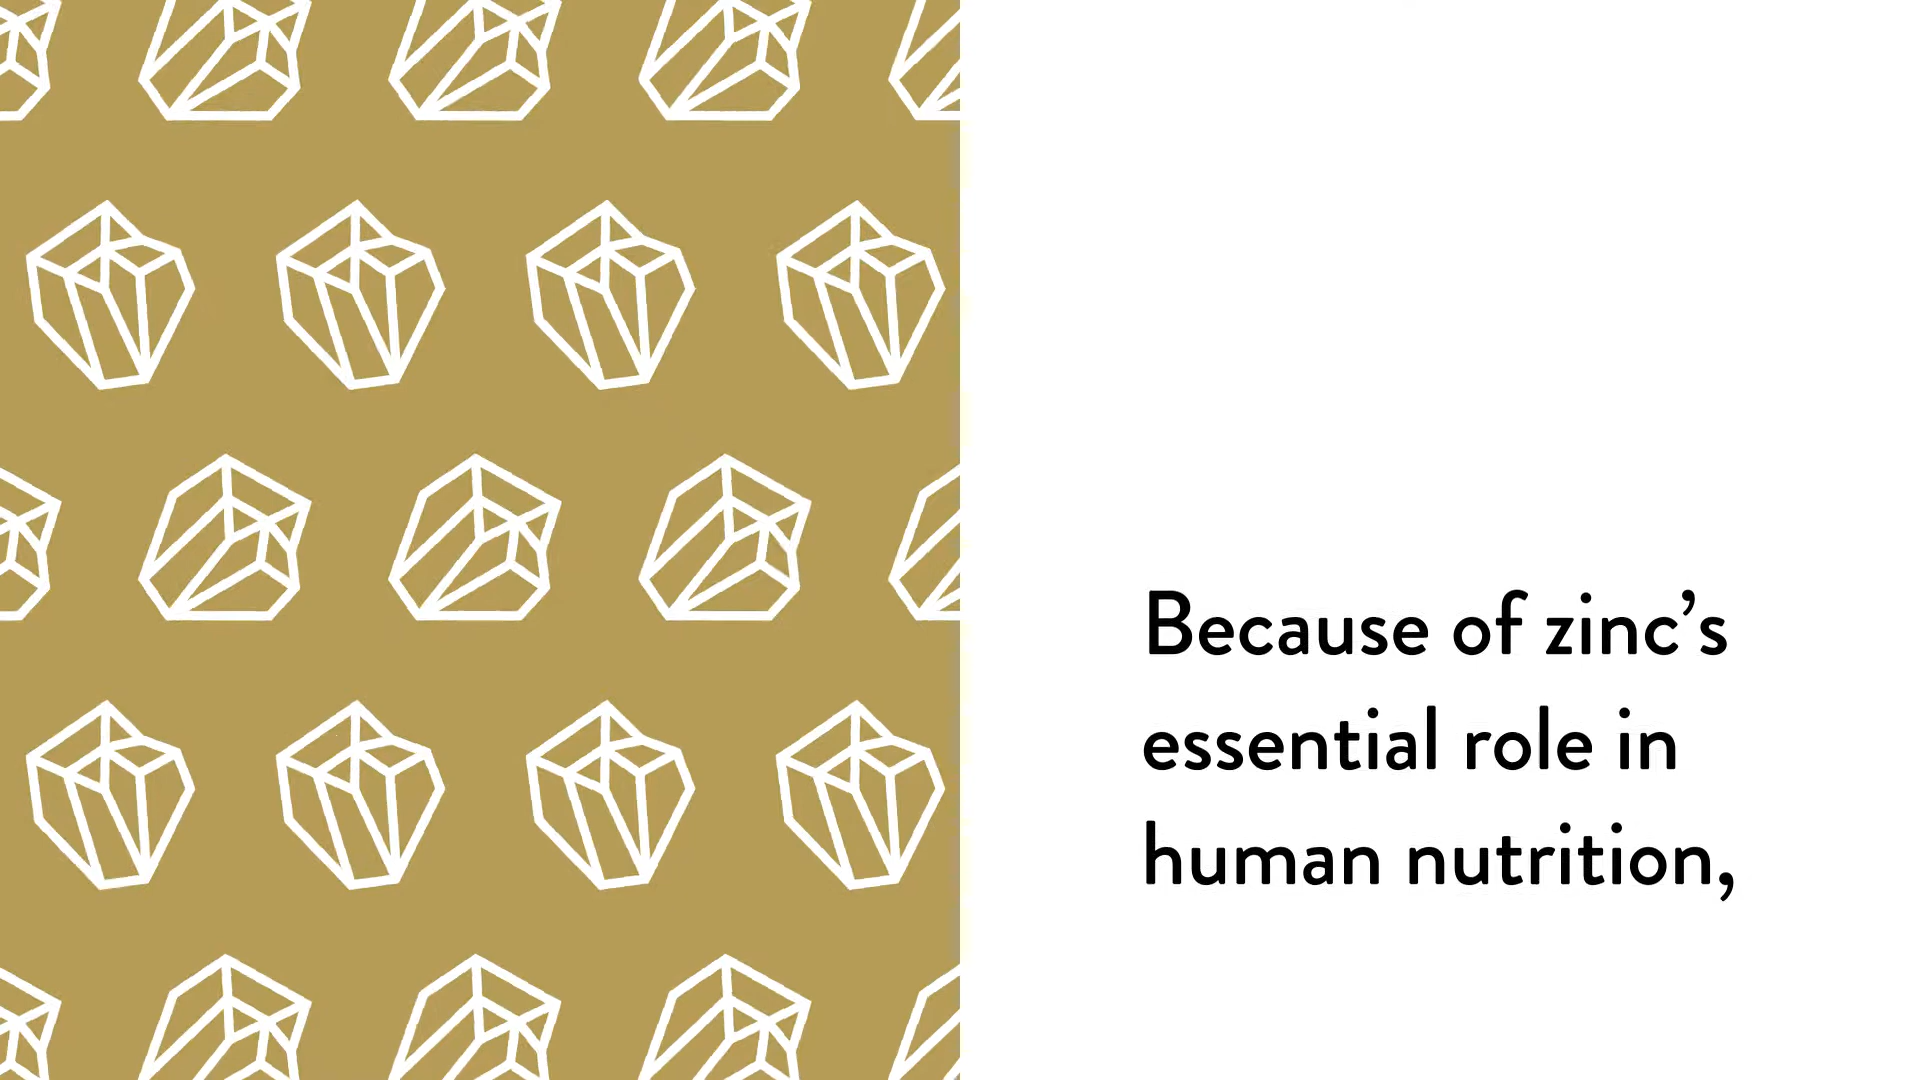 Because of zinc’s
essential role in
human nutrition,